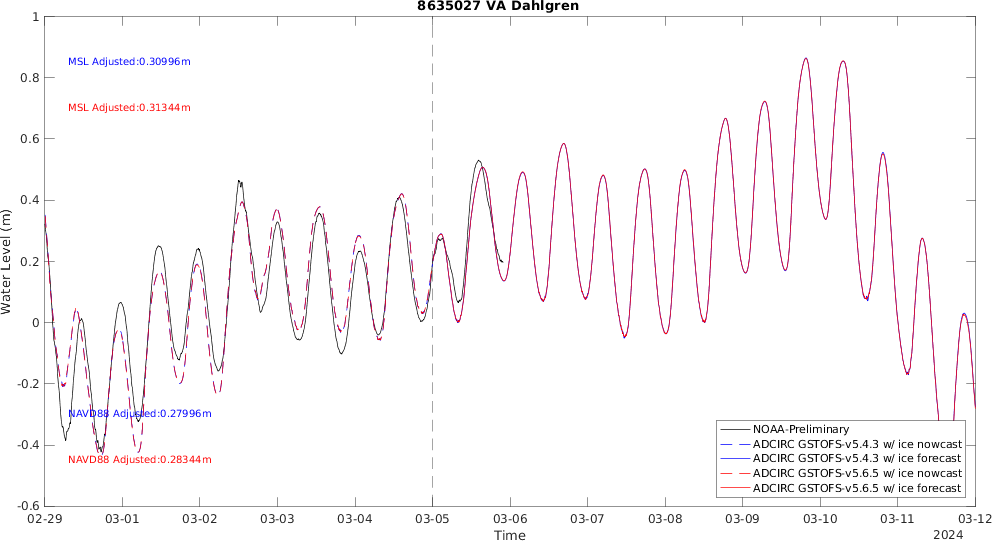 8635027 VA Dahlgren
1
0.8
0.6
0.4
0.2
0
-0.2
-0.4
-0.6
Water Level (m)
MSL Adjusted:0.30996m
MSL Adjusted:0.31344m
NAVD88 Adjusted:0.27996m
NAVD88 Adjusted:0.28344m
NOAA-Preliminary
ADCIRC GSTOFS-v5.4.3 w/ ice nowcast
ADCIRC GSTOFS-v5.4.3 w/ ice forecast
ADCIRC GSTOFS-v5.6.5 w/ ice nowcast
ADCIRC GSTOFS-v5.6.5 w/ ice forecast
02-29 03-01 03-02 03-03 03-04 03-05 03-06 03-07 03-08 03-09 03-10 03-11 03-12
Time
2024